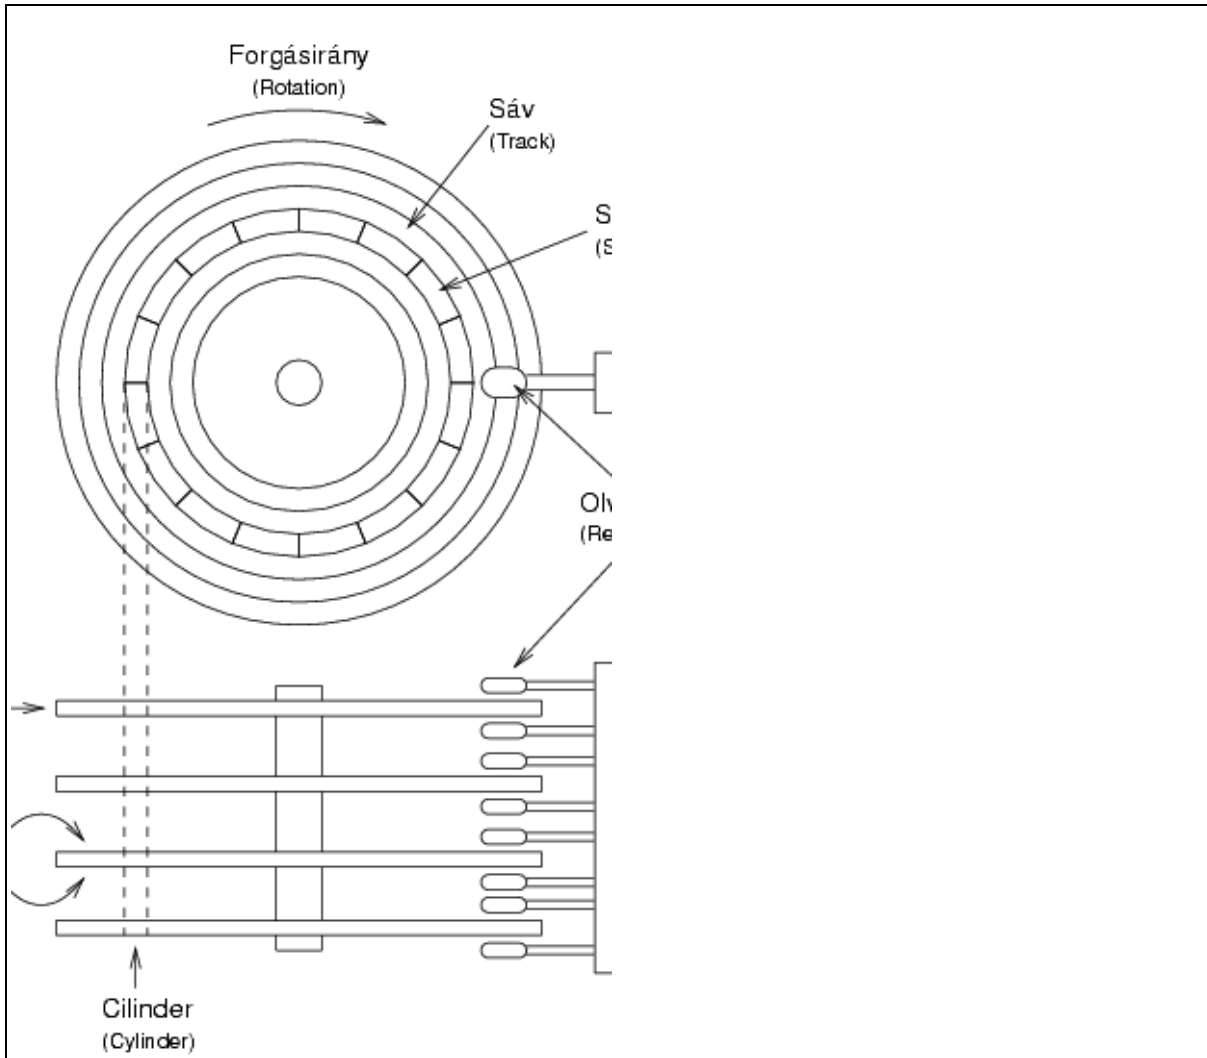 Forgásirány
(Rotation)
Sáv
(Track)
Cilinder
(Cylinder)